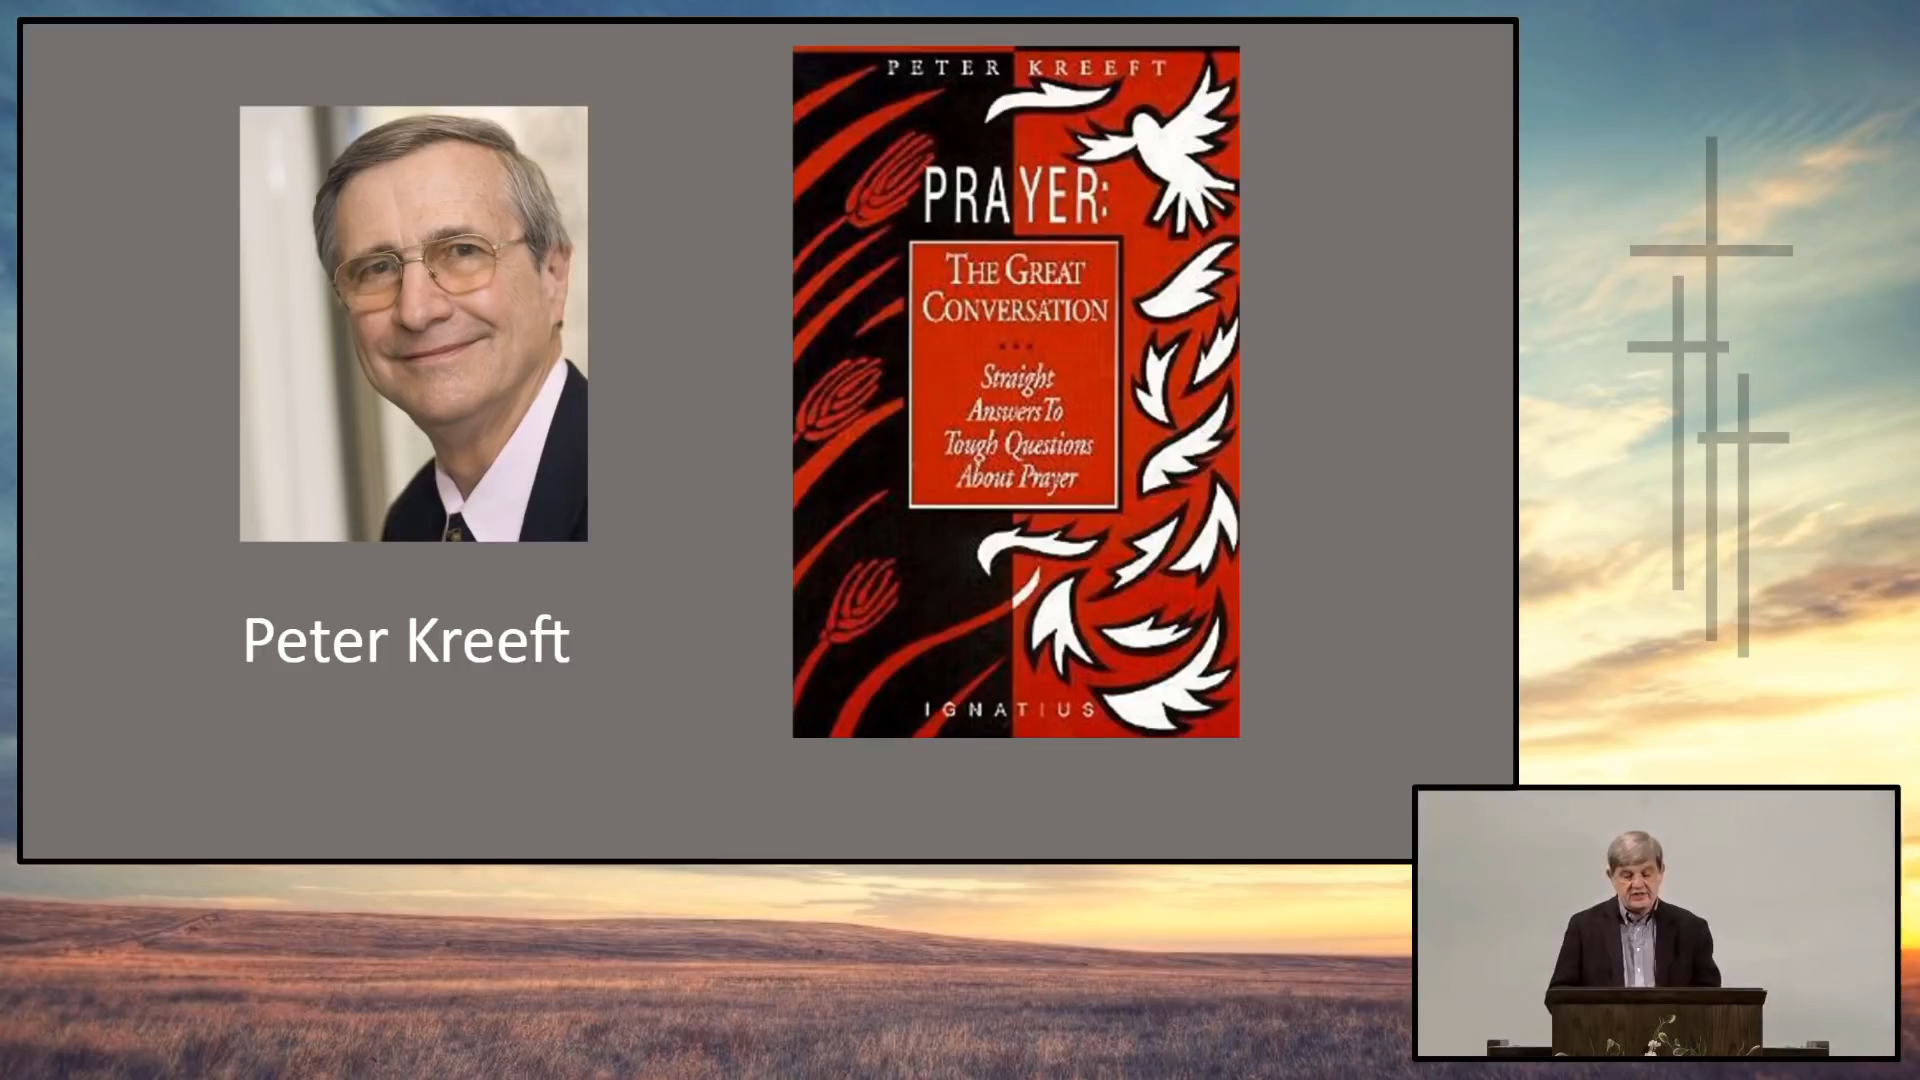 Peter Kreeft
PETER KREEFT
PRAYER:
THE GREAT
CONVERSATION
Straight
Answers To
Tough Questions
About Prayer
IGNATIUS